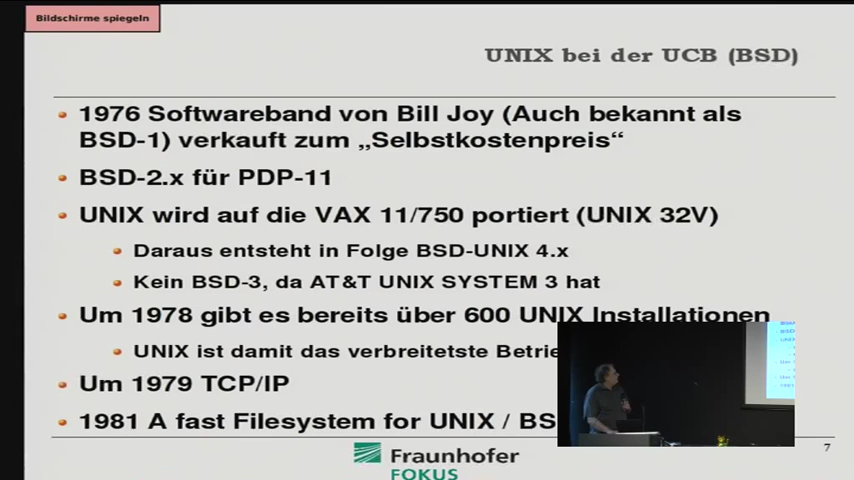 Bildschirme spiegeln
UNIX bei der UCB (BSD)
1976 Softwareband von Bill Joy (Auch bekannt als
BSD-1) verkauft zum „Selbstkostenpreis“
BSD-2.x für PDP-11
UNIX wird auf die VAX 11/750 portiert (UNIX 32V)
Daraus entsteht in Folge BSD-UNIX 4.x
Kein BSD-3, da AT&T UNIX SYSTEM 3 hat
Um 1978 gibt es bereits über 600 UNIX Installationen
UNIX ist damit das verbreitetste
Um 1979 TCP/IP
1981 A fast Filesystem for UNIX /
Fraunhofer
FOKUS
7